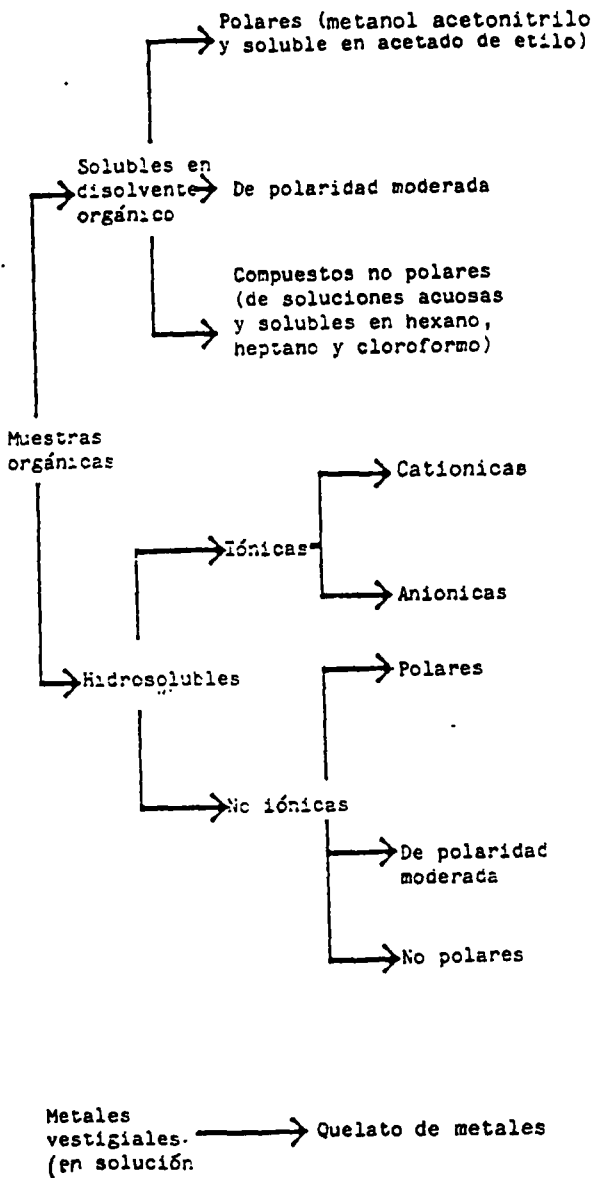 Polares (metanol acetonitrilo
y soluble en acetado de etilo)
Solubles en
disolvente
orgánico
De polaridad moderada
Compuestos no polares
(de soluciones acuosas
y solubles en hexano,
heptano y cloroformo)
Muestras
orgánicas
Cationicas
Iónicas
Anionicas
Hidrosolubles
Polares
No iónicas
De polaridad
moderada
No polares
Metales
vestigiales.
(en solución
Quelato de metales